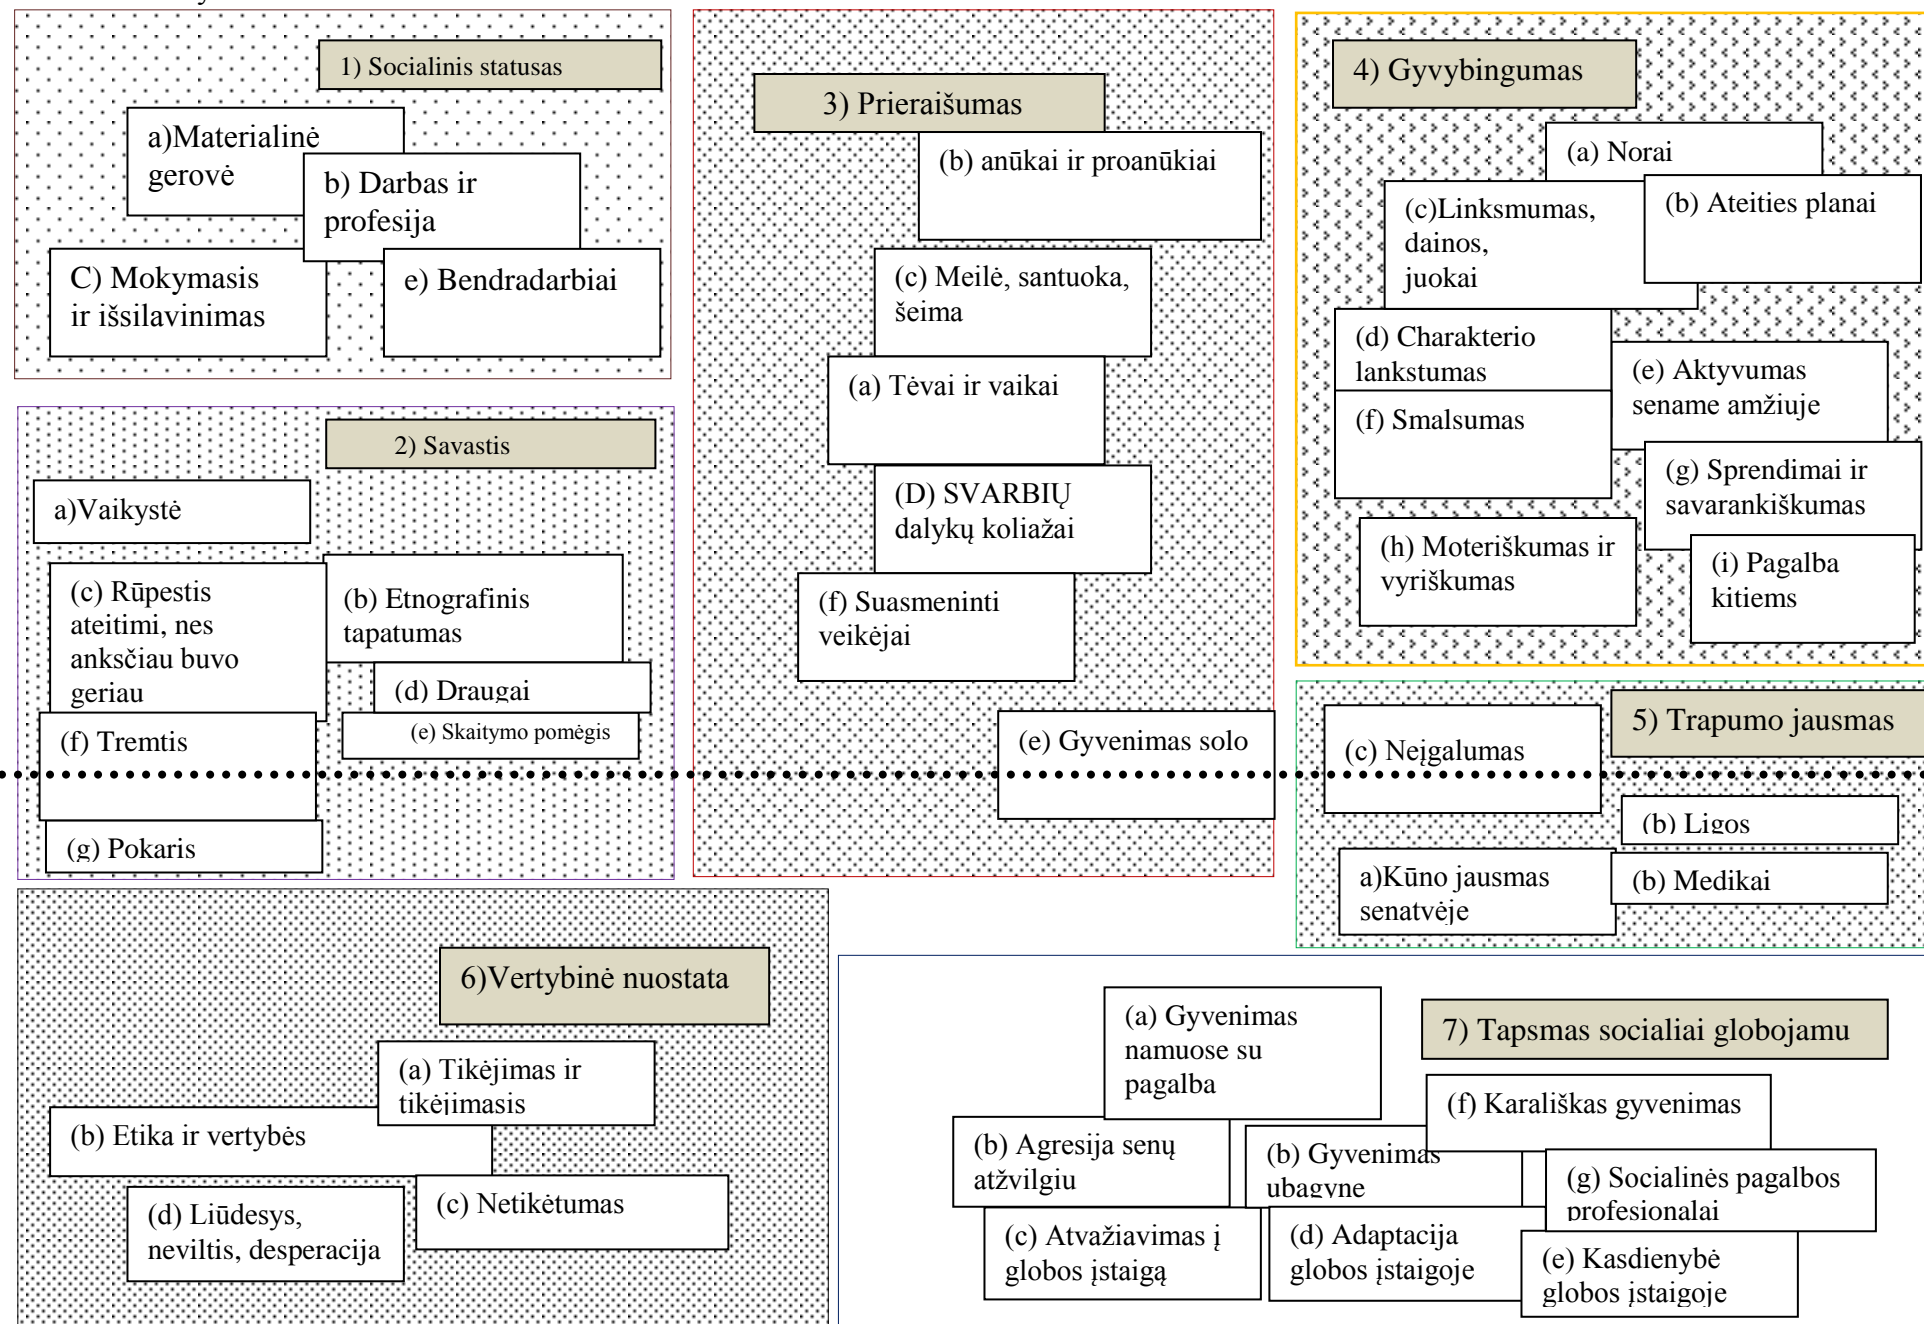 1) Socialinis statusas
a)Materialinė
gerovė
b) Darbas ir
profesija
C) Mokymasis
ir išsilavinimas
e) Bendradarbiai
2) Savastis
a)Vaikystė
(c) Rūpestis
ateitimi, nes
anksčiau buvo
geriau
(b) Etnografinis
tapatumas
(d) Draugai
(e) Skaitymo pomėgis
(f) Tremtis
(g) Pokaris
3) Prieraišumas
(b) anūkai ir proanūkiai
(c) Meilė, santuoka,
šeima
(a) Tėvai ir vaikai
(D) SVARBIŲ
dalykų koliažai
(f) Suasmeninti
veikėjai
(e) Gyvenimas solo
4) Gyvybingumas
(a) Norai
(b) Ateities planai
(c)Linksmumas,
dainos,
juokai
(d) Charakterio
lankstumas
(e) Aktyvumas
sename amžiuje
(f) Smalsumas
(g) Sprendimai ir
savarankiškumas
(h) Moteriškumas ir
vyriškumas
(i) Pagalba
kitiems
5) Trapumo jausmas
(c) Neįgalumas
(b) Ligos
a)Kūno jausmas
senatvėje
(b) Medikai
6)Vertybinė nuostata
(a) Tikėjimas ir
tikėjimasis
(b) Etika ir vertybės
(c) Netikėtumas
(d) Liūdesys,
neviltis, desperacija
7) Tapsmas socialiai globojamu
(a) Gyvenimas
namuose su
pagalba
(f) Karališkas gyvenimas
(b) Agresija senų
atžvilgiu
(b) Gyvenimas
ubagyne
(g) Socialinės pagalbos
profesionalai
(c) Atvažiavimas į
globos įstaigą
(d) Adaptacija
globos įstaigoje
(e) Kasdienybė
globos įstaigoje